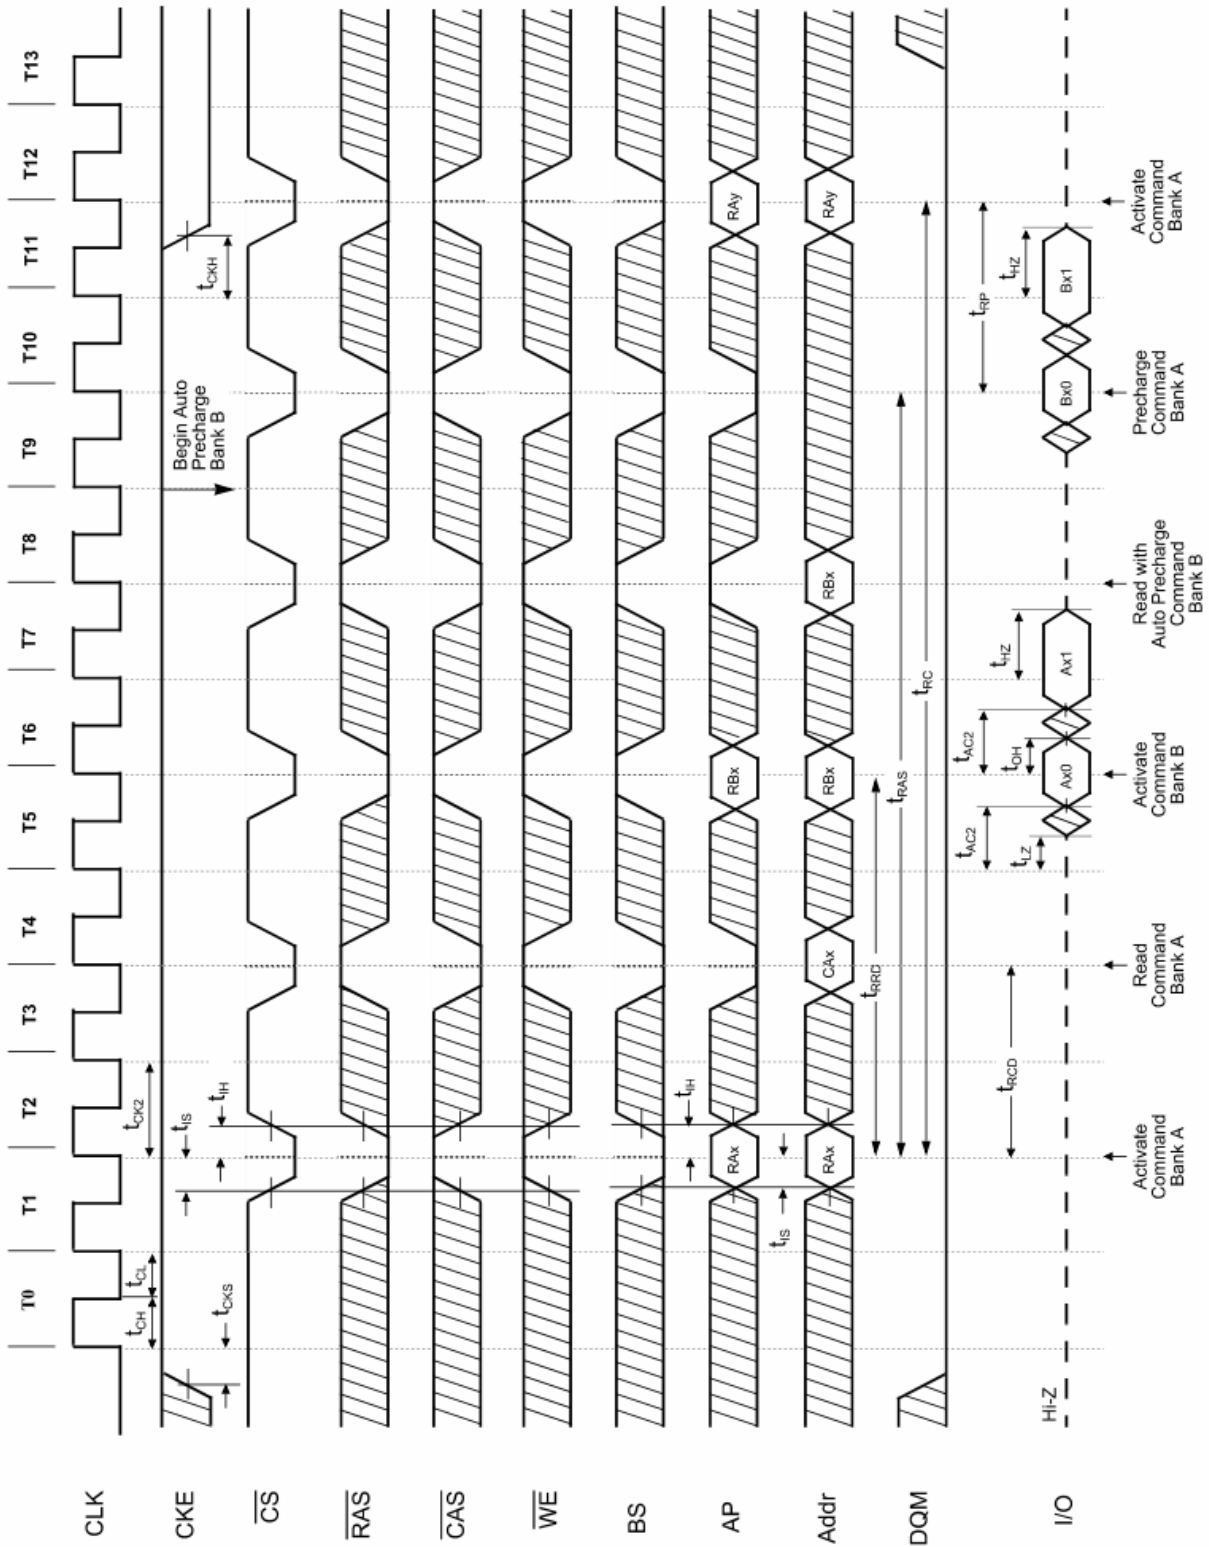 T0 T1 T2 T3 T4 T5 T6 T7 T8 T9 T10 T11 T12 T13
CLK
tCH tCL tCK2
CKE
tCKS tIS tIH
Begin Auto
Precharge
Bank B
tCKH
CS
RAS
CAS
WE
BS
tIH
AP
RAx RBx RAy
tIS
Addr
RAx CAx RBx RBx RAy
tRRD
tRAS
tRC
DQM
tRCD
tAC2 tAC2
tLZ tOH tHZ
tRP
tHZ
I/O
Hi-Z
Ax0 Ax1 Bx0 Bx1
Activate
Command
Bank A
Read
Command
Bank A
Activate
Command
Bank B
Read with
Auto Precharge
Command
Bank B
Precharge
Command
Bank A
Activate
Command
Bank A